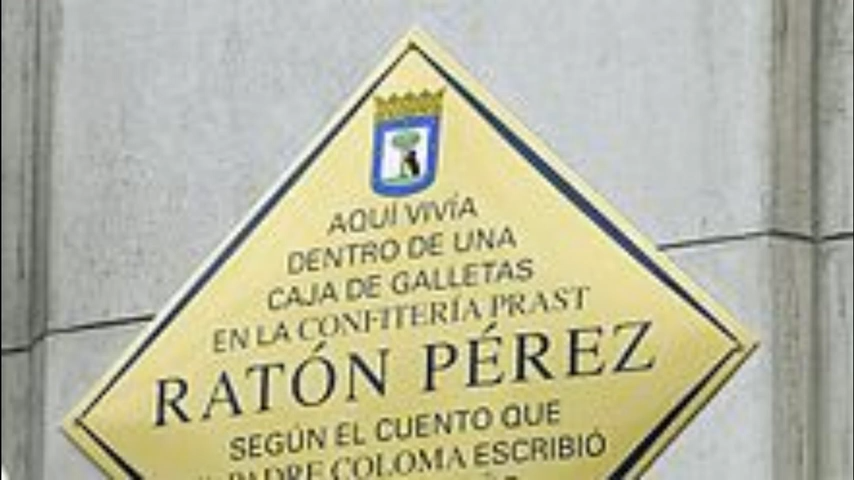 AQUÍ VIVÍA
DENTRO DE UNA
CAJA DE GALLETAS
EN LA CONFITERÍA PRAST
RATÓN PÉREZ
SEGÚN EL CUENTO QUE
PADRE COLOMA ESCRIBIÓ